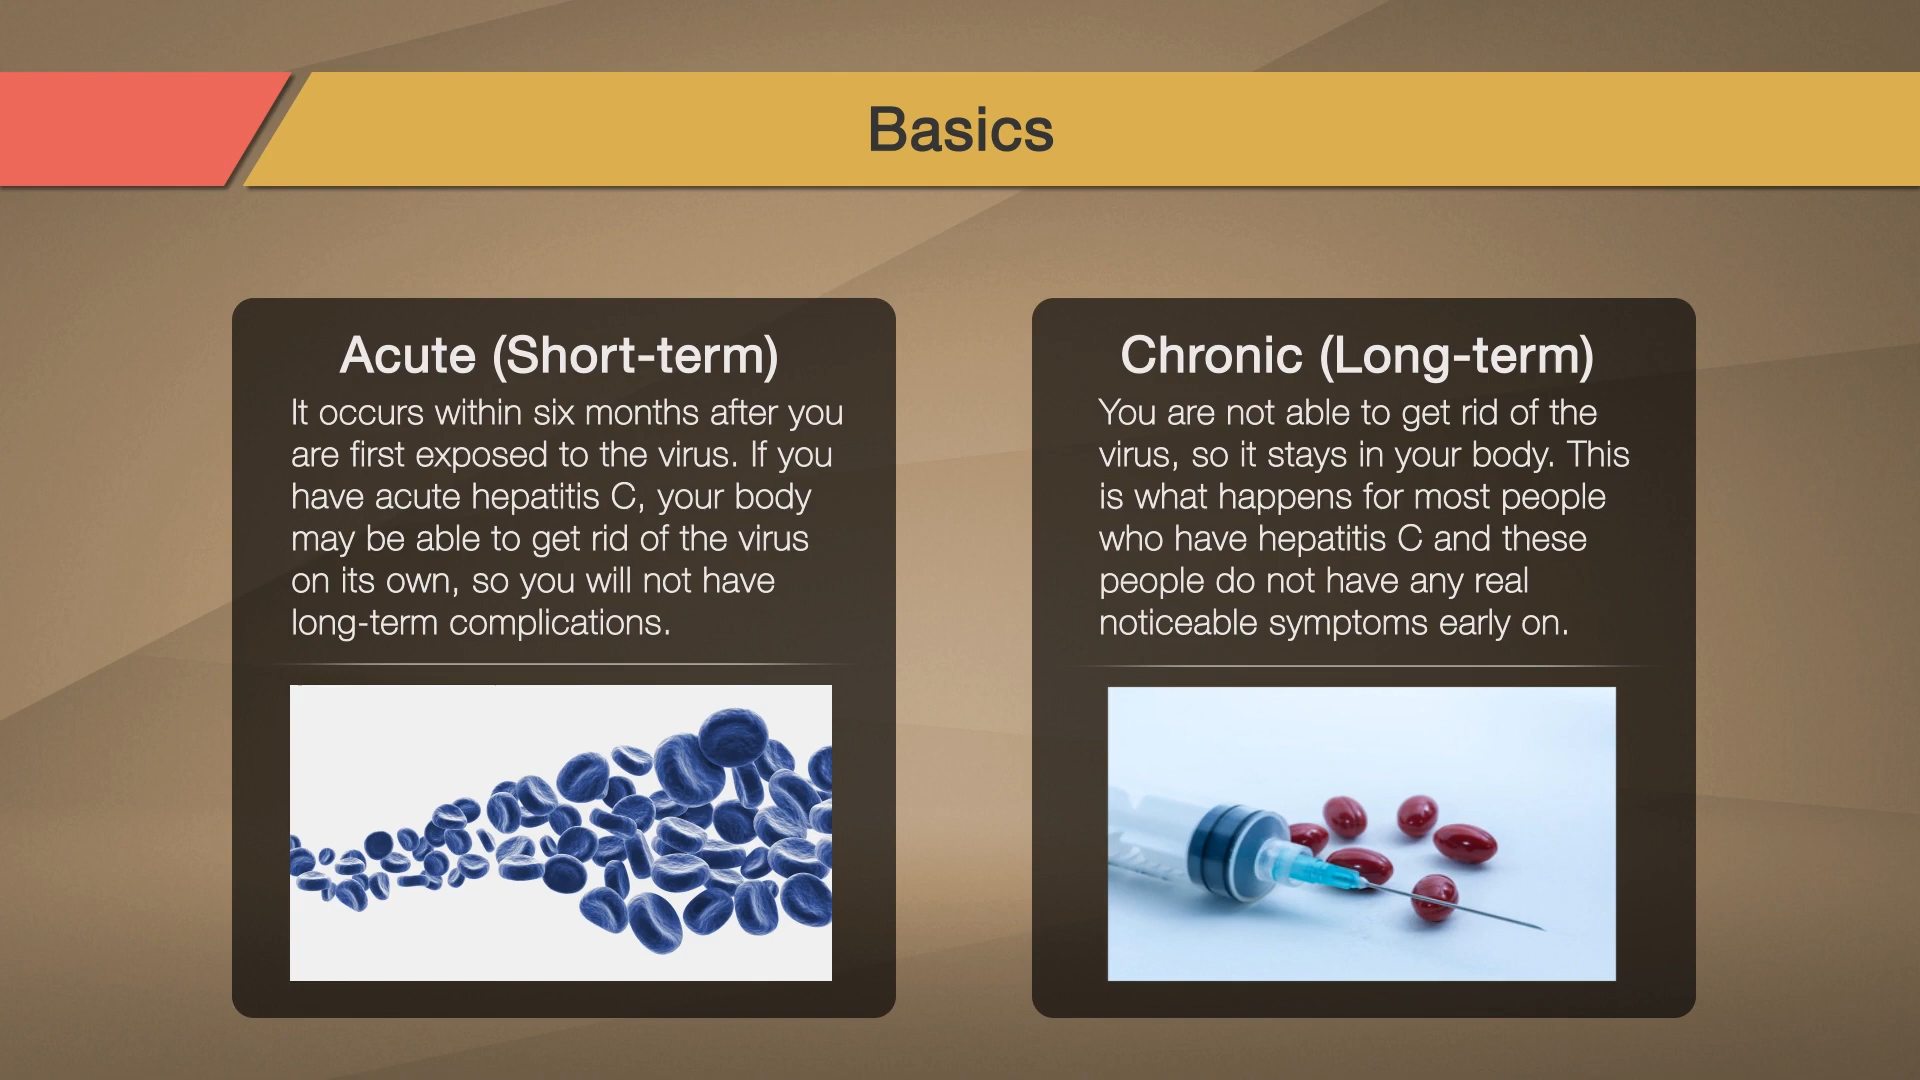 Basics
Acute (Short-term)
It occurs within six months after you
are first exposed to the virus. If you
have acute hepatitis C, your body
may be able to get rid of the virus
on its own, so you will not have
long-term complications.
Chronic (Long-term)
You are not able to get rid of the
virus, so it stays in your body. This
is what happens for most people
who have hepatitis C and these
people do not have any real
noticeable symptoms early on.